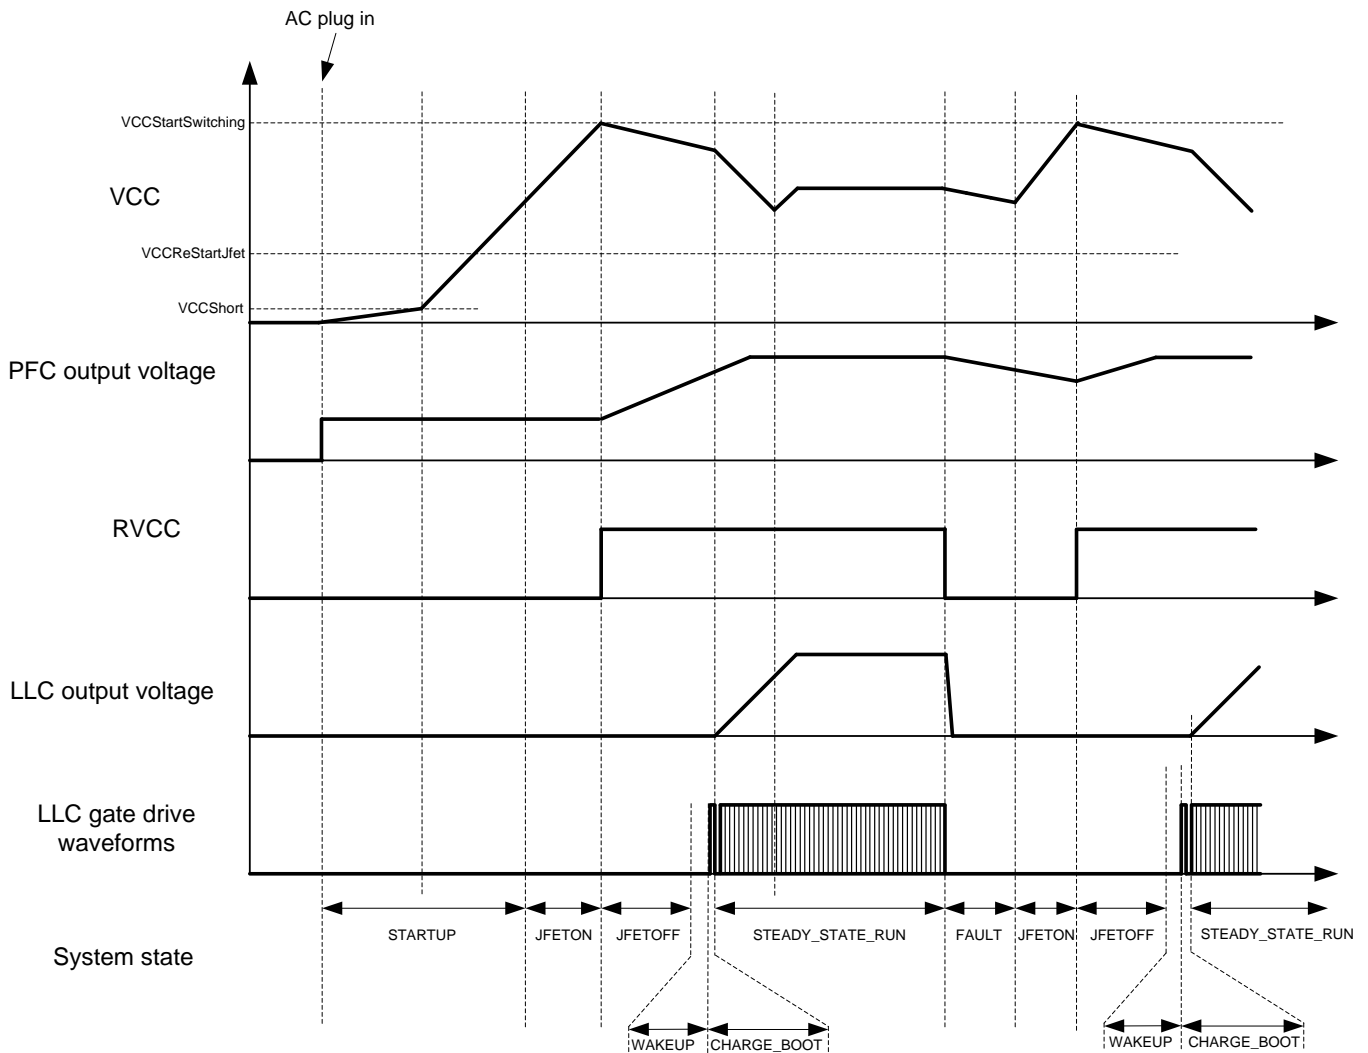 AC plug in
VCCStartSwitching
VCC
VCCReStartJfet
VCCShort
PFC output voltage
RVCC
LLC output voltage
LLC gate drive
waveforms
STARTUP
JFETON
JFETOFF
STEADY_STATE_RUN
FAULT
JFETON
JFETOFF
STEADY_STATE_RUN
System state
WAKEUP
CHARGE_BOOT
WAKEUP
CHARGE_BOOT